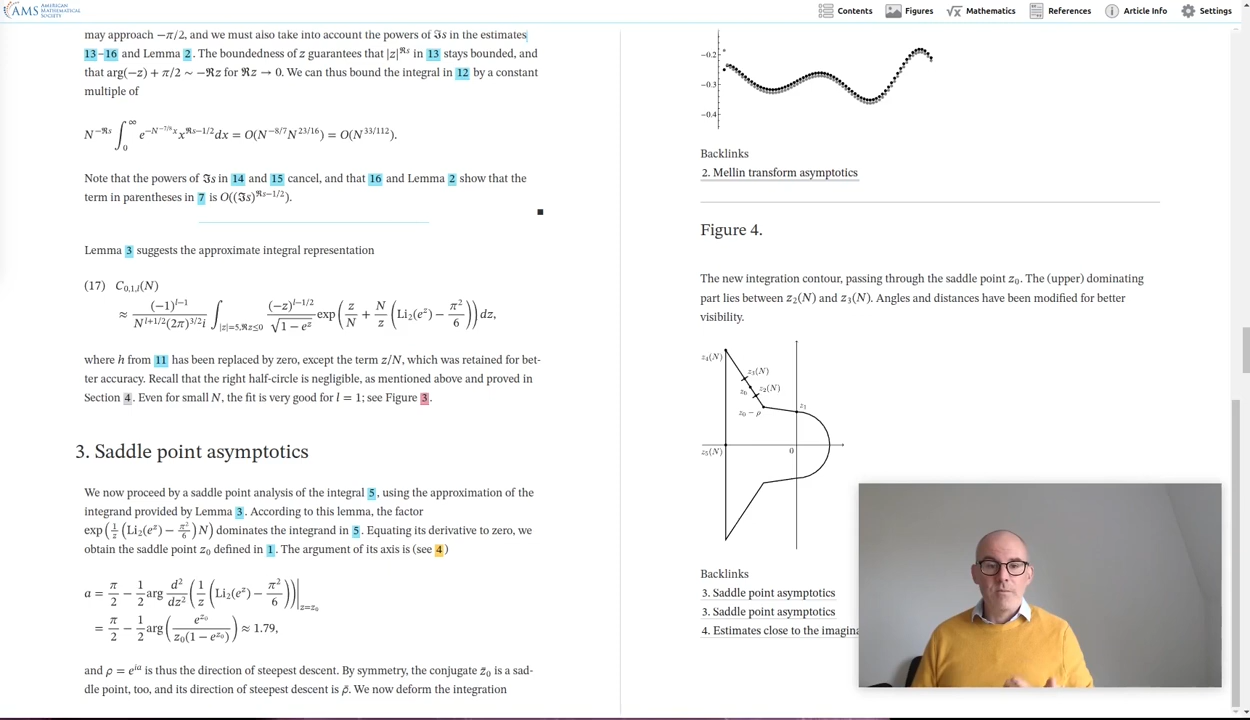 AMS AMERICAN MATHEMATICAL SOCIETY
Contents Figures √x Mathematics References Article Info Settings
may approach −π/2, and we must also take into account the powers of ℑs in the estimates
13–16 and Lemma 2. The boundedness of z guarantees that |z|^ℜs in 13 stays bounded, and
that arg(−z) + π/2 ∼ −ℜz for ℜz → 0. We can thus bound the integral in 12 by a constant
multiple of
N^{−ℜs} ∫_0^∞ e^{−N^{−7/8}x} x^{ℜs−1/2} dx = O(N^{−8/7} N^{23/16}) = O(N^{33/112}).
Note that the powers of ℑs in 14 and 15 cancel, and that 16 and Lemma 2 show that the
term in parentheses in 7 is O((ℑs)^{ℜs−1/2}).
Lemma 3 suggests the approximate integral representation
(17) C_{0,1,l}(N)
≈ (−1)^{l−1} / (N^{l+1/2}(2π)^{3/2} i) ∫_{|z|=5,ℜz≤0} (−z)^{l−1/2} / √(1 − e^z) exp(z/N + N/z (Li_2(e^z) − π^2/6)) dz,
where h from 11 has been replaced by zero, except the term z/N, which was retained for bet-
ter accuracy. Recall that the right half-circle is negligible, as mentioned above and proved in
Section 4. Even for small N, the fit is very good for l = 1; see Figure 3.
3. Saddle point asymptotics
We now proceed by a saddle point analysis of the integral 5, using the approximation of the
integrand provided by Lemma 3. According to this lemma, the factor
exp(1/z (Li_2(e^z) − π^2/6) N) dominates the integrand in 5. Equating its derivative to zero, we
obtain the saddle point z_0 defined in 1. The argument of its axis is (see 4)
a = π/2 − 1/2 arg d^2/dz^2 (1/z (Li_2(e^z) − π^2/6))|_{z=z_0}
= π/2 − 1/2 arg(e^{z_0} / (z_0(1 − e^{z_0}))) ≈ 1.79,
and ρ = e^{ia} is thus the direction of steepest descent. By symmetry, the conjugate z̄_0 is a sad-
dle point, too, and its direction of steepest descent is ρ̄. We now deform the integration
−0.2
−0.3
−0.4
Backlinks
2. Mellin transform asymptotics
Figure 4.
The new integration contour, passing through the saddle point z_0. The (upper) dominating
part lies between z_2(N) and z_3(N). Angles and distances have been modified for better
visibility.
z_4(N)
z_3(N)
z_0 z_2(N)
z_0 − ρ z_1
z_5(N) 0
Backlinks
3. Saddle point asymptotics
3. Saddle point asymptotics
4. Estimates close to the imagina